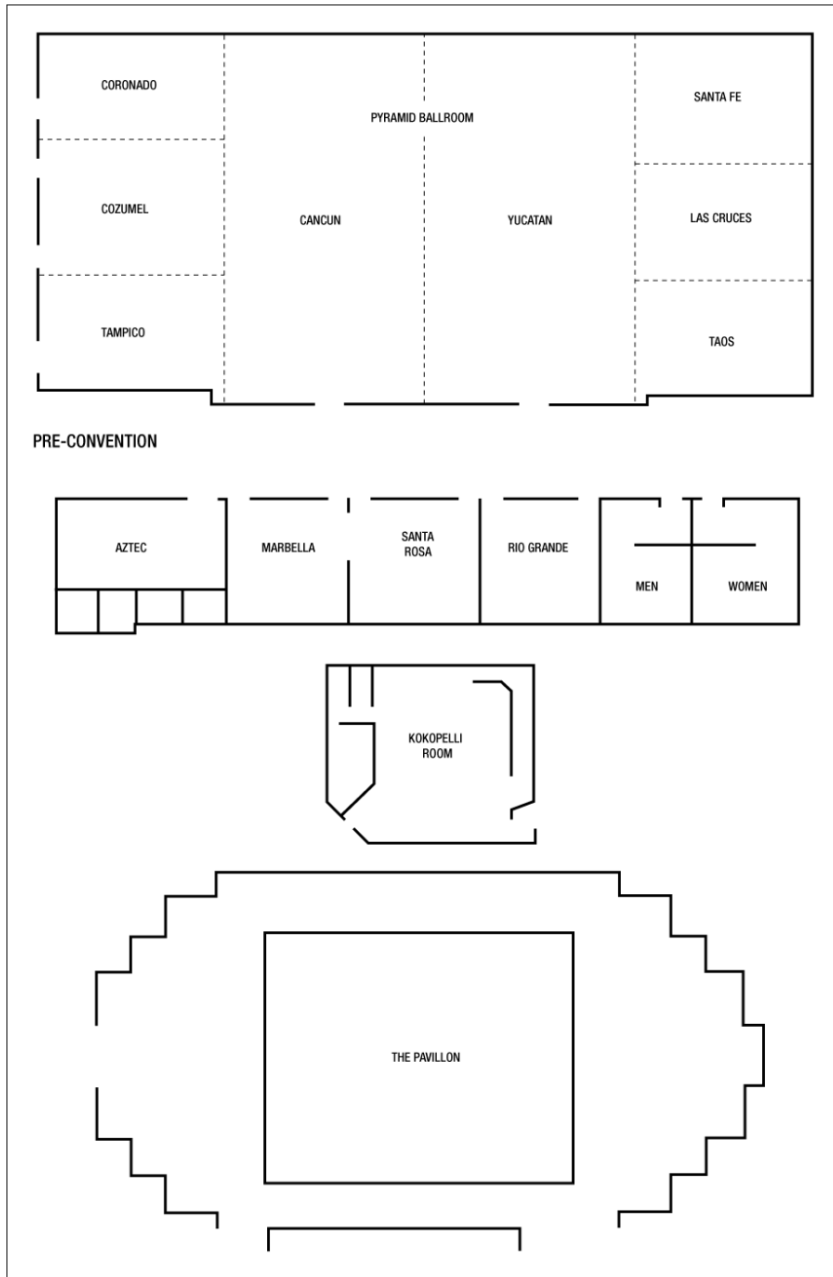 CORONADO
SANTA FE
PYRAMID BALLROOM
COZUMEL
CANCUN
YUCATAN
LAS CRUCES
TAMPICO
TAOS
PRE-CONVENTION
AZTEC
MARBELLA
SANTA
ROSA
RIO GRANDE
MEN
WOMEN
KOKOPELLI
ROOM
THE PAVILLON